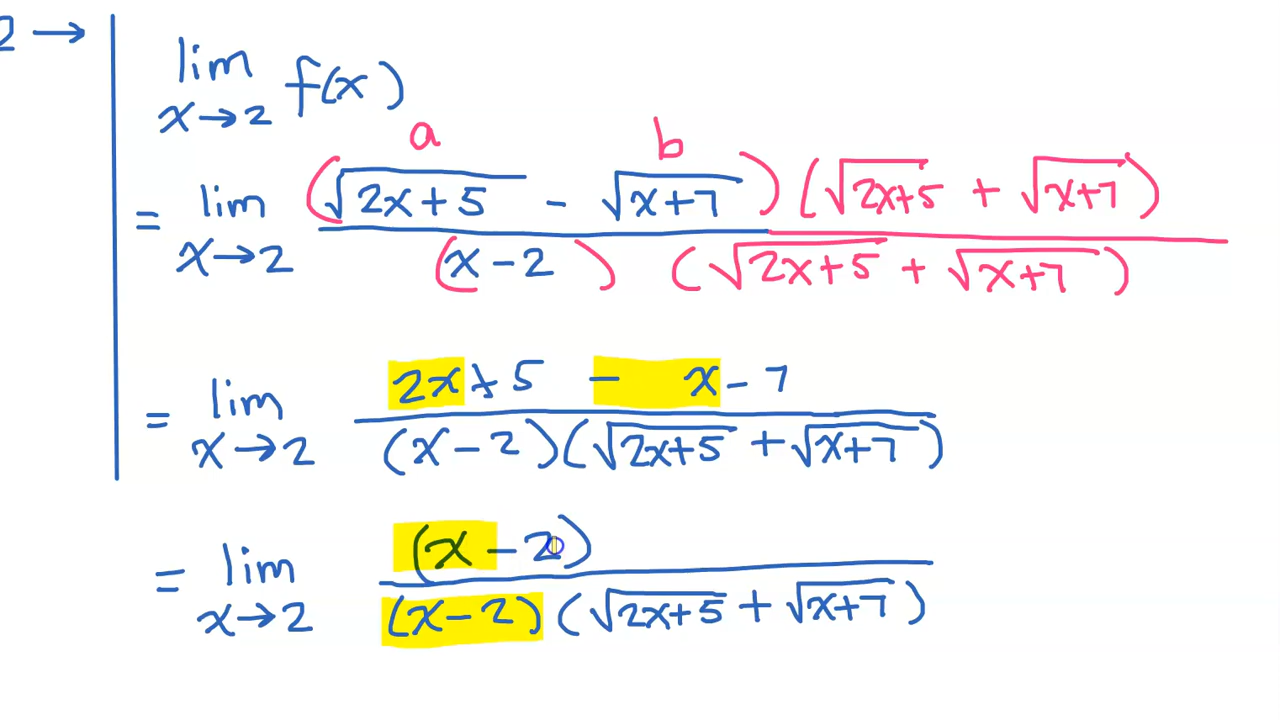 2 →
lim x→2 f(x)
a b
= lim x→2 (√(2x+5) - √(x+7)) (√(2x+5) + √(x+7)) / (x-2) (√(2x+5) + √(x+7))
= lim x→2 2x+5 - x-7 / (x-2)(√(2x+5) + √(x+7))
= lim x→2 (x-2) / (x-2) (√(2x+5) + √(x+7))